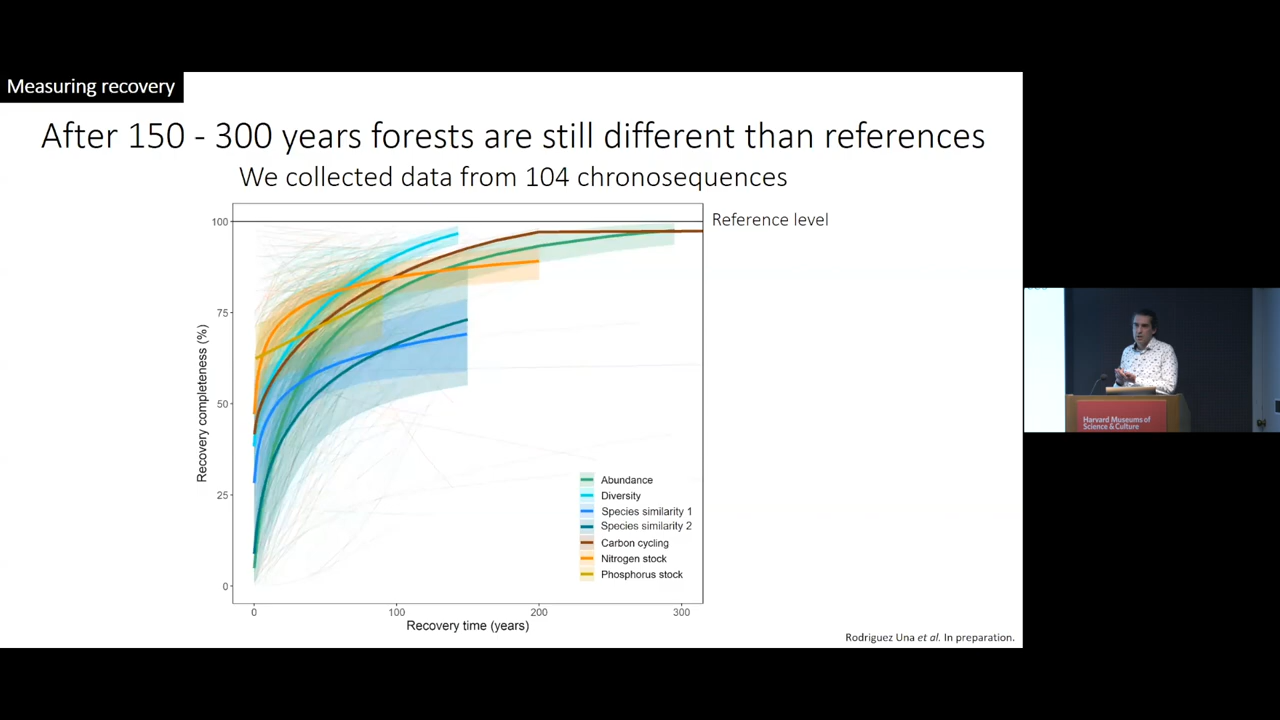 Measuring recovery
After 150 - 300 years forests are still different than references
We collected data from 104 chronosequences
Reference level
100
75
50
25
0
Recovery completeness (%)
Abundance
Diversity
Species similarity 1
Species similarity 2
Carbon cycling
Nitrogen stock
Phosphorus stock
0 100 200 300
Recovery time (years)
Rodriguez Una et al. In preparation.
Harvard Museums of
Science & Culture